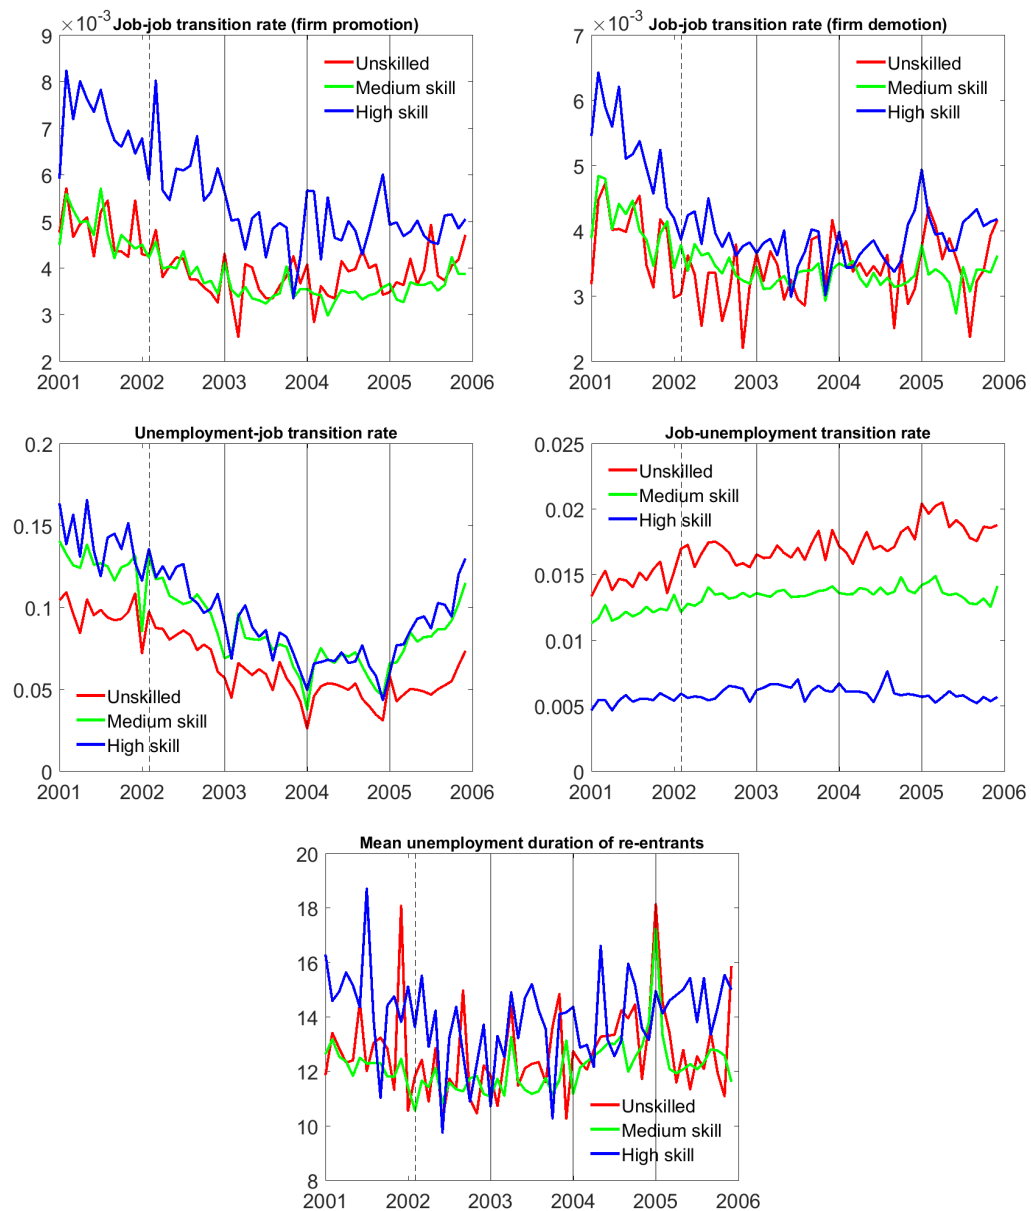 ×10⁻³ Job-job transition rate (firm promotion)
9
8
7
6
5
4
3
2
Unskilled
Medium skill
High skill
2001 2002 2003 2004 2005 2006
×10⁻³ Job-job transition rate (firm demotion)
7
6
5
4
3
2
Unskilled
Medium skill
High skill
2001 2002 2003 2004 2005 2006
Unemployment-job transition rate
0.2
0.15
0.1
0.05
0
Unskilled
Medium skill
High skill
2001 2002 2003 2004 2005 2006
Job-unemployment transition rate
0.025
0.02
0.015
0.01
0.005
0
Unskilled
Medium skill
High skill
2001 2002 2003 2004 2005 2006
Mean unemployment duration of re-entrants
20
18
16
14
12
10
8
Unskilled
Medium skill
High skill
2001 2002 2003 2004 2005 2006